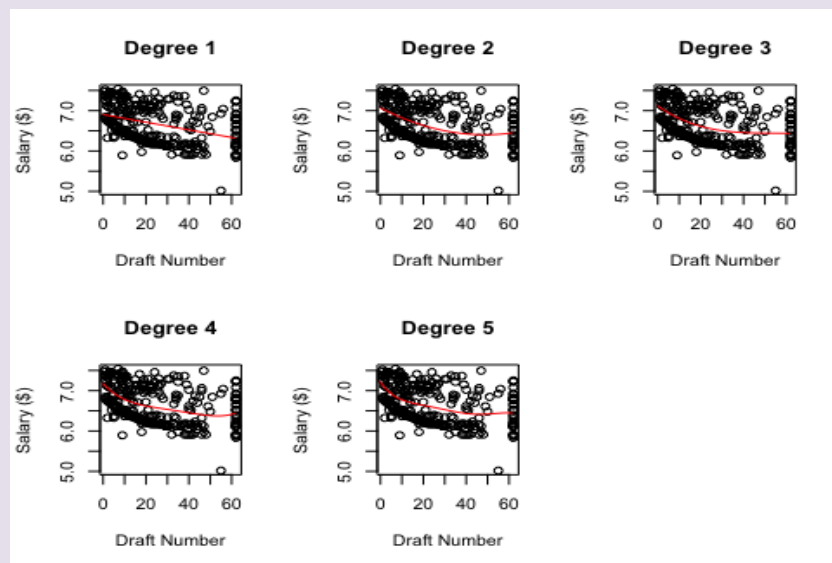 Degree 1
Degree 2
Degree 3
Salary ($)
5.0 6.0 7.0
Salary ($)
5.0 6.0 7.0
Salary ($)
5.0 6.0 7.0
0 20 40 60
0 20 40 60
0 20 40 60
Draft Number
Draft Number
Draft Number
Degree 4
Degree 5
Salary ($)
5.0 6.0 7.0
Salary ($)
5.0 6.0 7.0
0 20 40 60
0 20 40 60
Draft Number
Draft Number